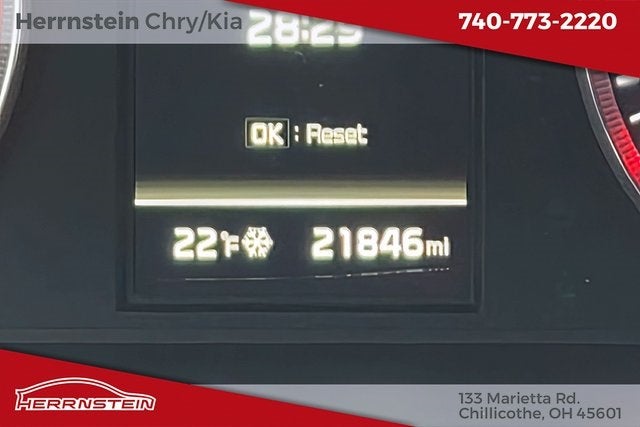 Herrnstein Chry/Kia
740-773-2220
28:29
OK : Reset
22°F 21846 mi
HERRNSTEIN
133 Marietta Rd.
Chillicothe, OH 45601